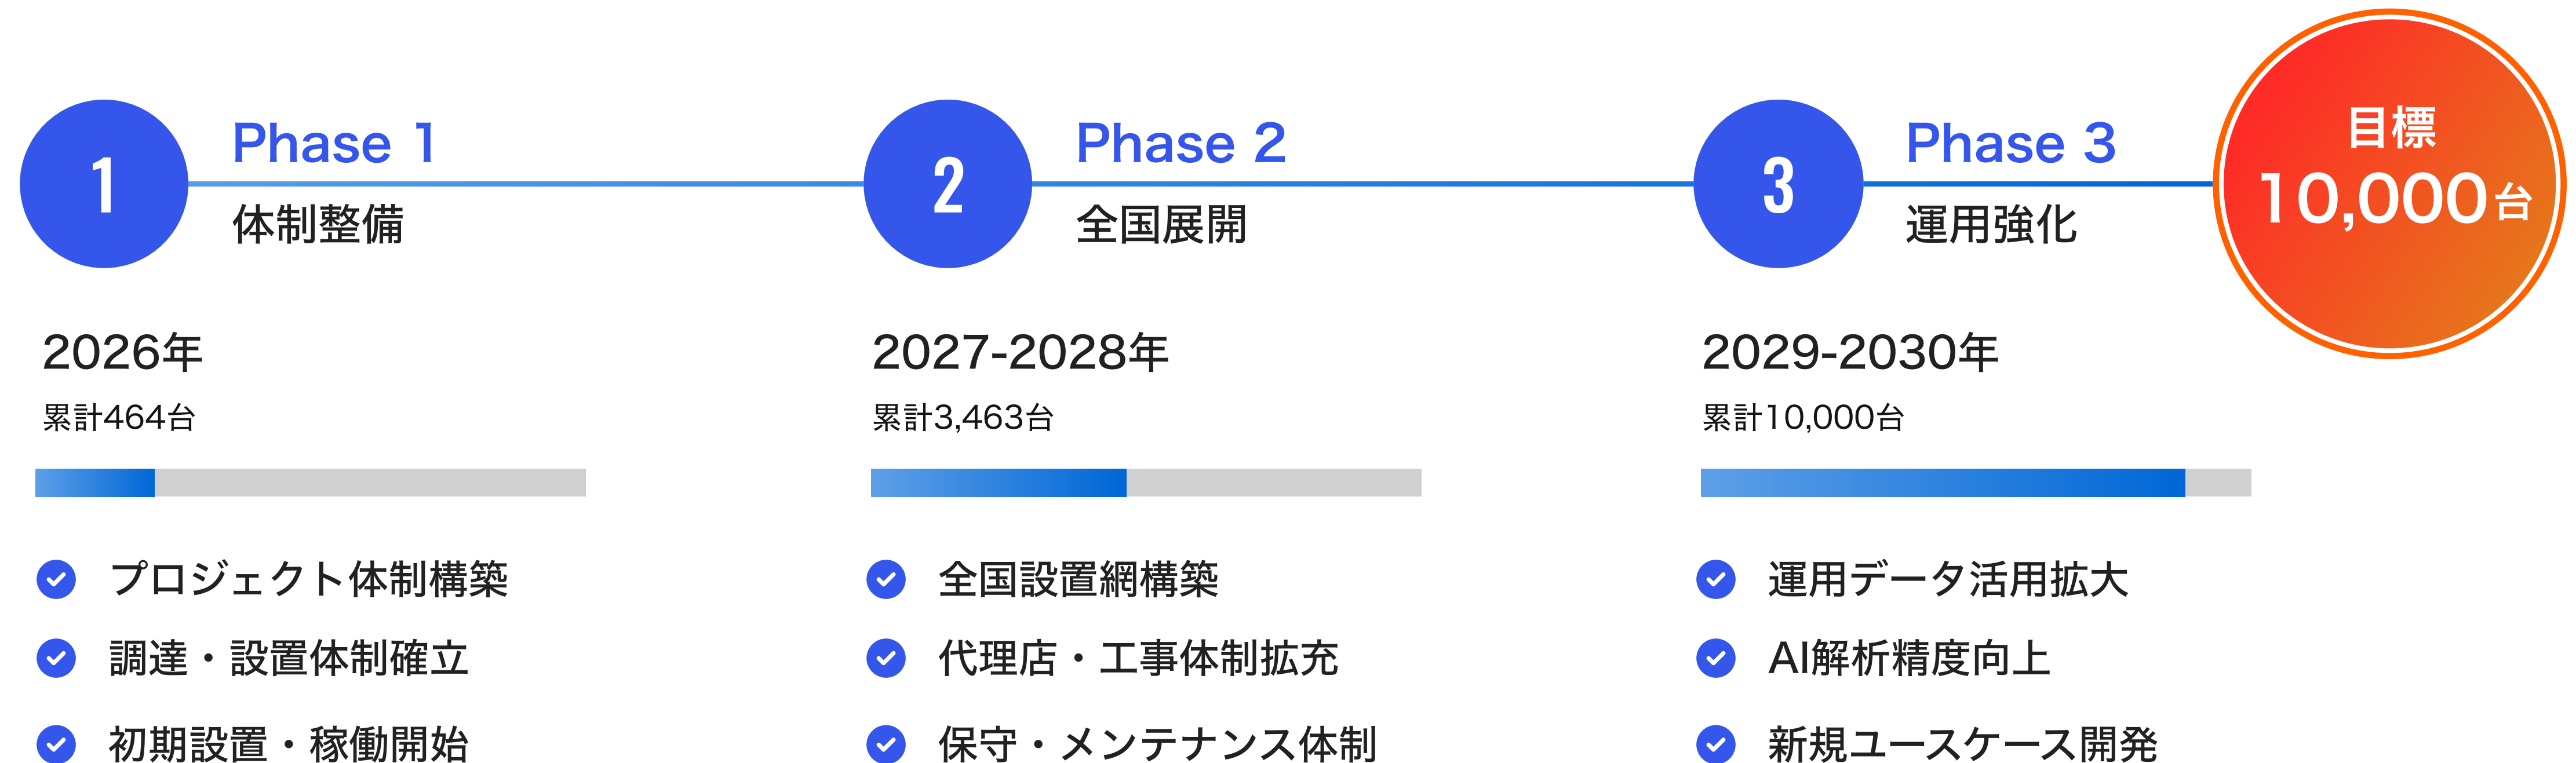 1
Phase 1
体制整備
2026年
累計464台
プロジェクト体制構築
調達・設置体制確立
初期設置・稼働開始
2
Phase 2
全国展開
2027-2028年
累計3,463台
全国設置網構築
代理店・工事体制拡充
保守・メンテナンス体制
3
Phase 3
運用強化
2029-2030年
累計10,000台
運用データ活用拡大
AI解析精度向上
新規ユースケース開発
目標
10,000台